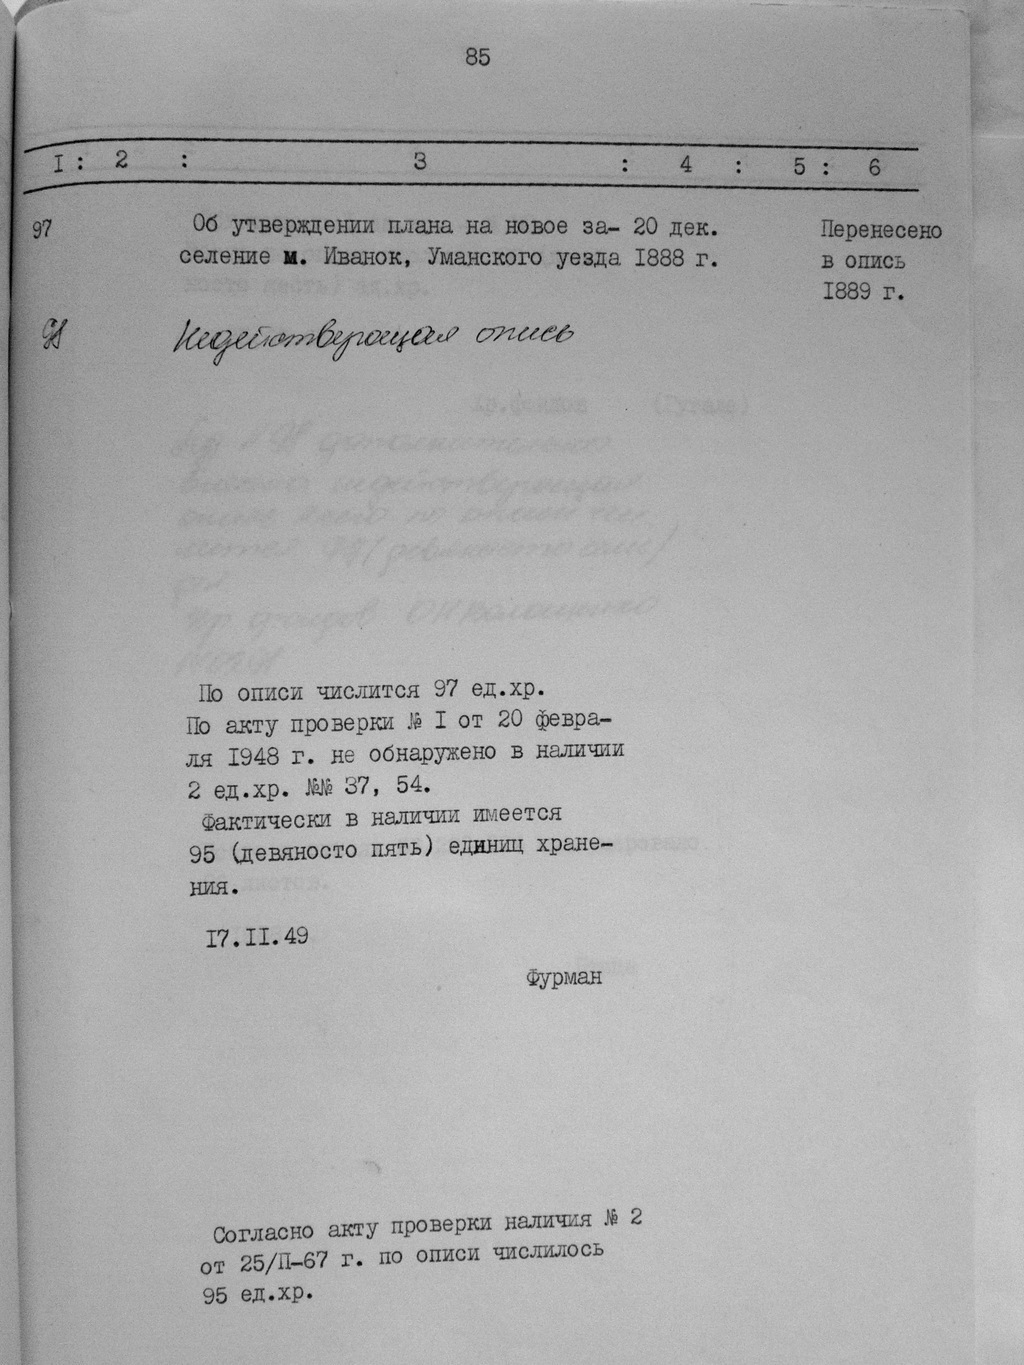 85
I : 2 : 3 : 4 : 5 : 6
97 Об утверждении плана на новое за- 20 дек. Перенесено
селение м. Иванок, Уманского уезда 1888 г. в опись
1889 г.
98 Недействующая опись
По описи числится 97 ед.хр.
По акту проверки № I от 20 февра-
ля 1948 г. не обнаружено в наличии
2 ед.хр. №№ 37, 54.
Фактически в наличии имеется
95 (девяносто пять) единиц хране-
ния.
17.II.49
Фурман
Согласно акту проверки наличия № 2
от 25/П-67 г. по описи числилось
95 ед.хр.